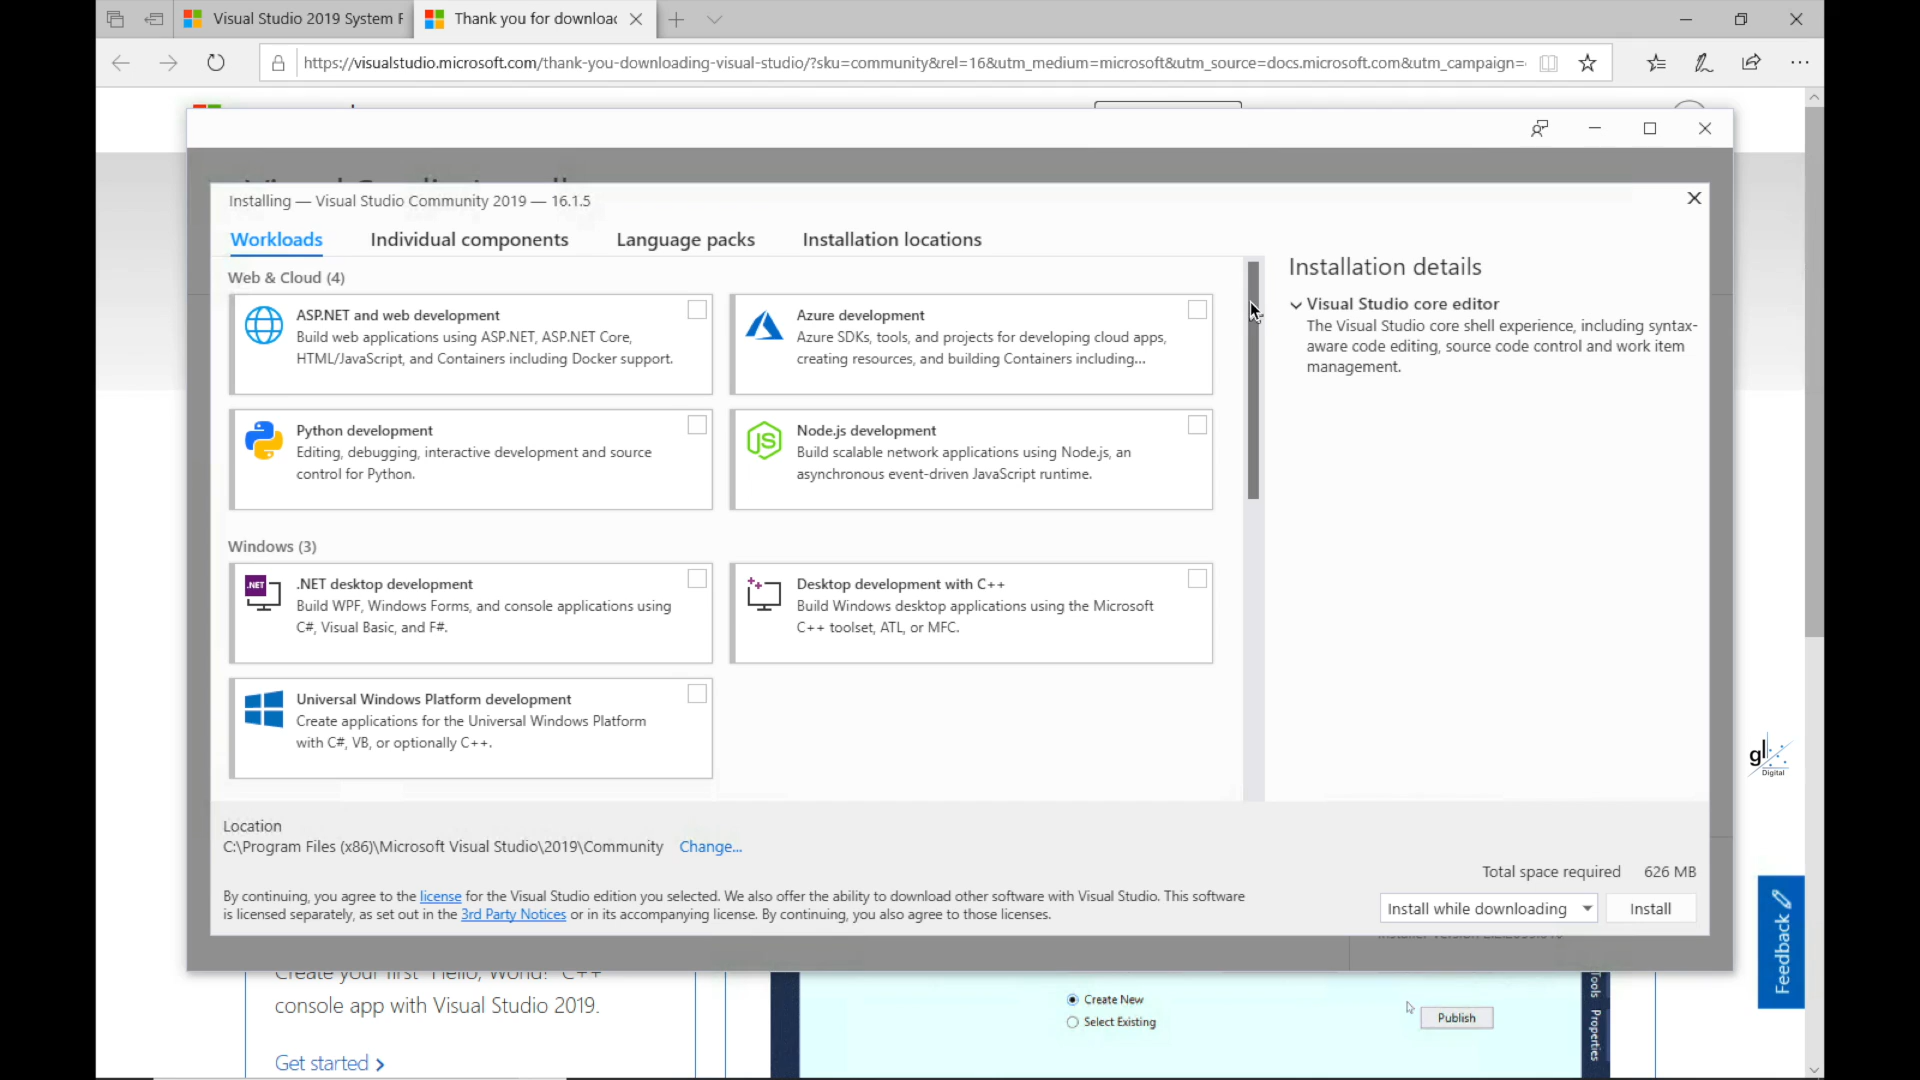 Visual Studio 2019 System F
Thank you for downloac
https://visualstudio.microsoft.com/thank-you-downloading-visual-studio/?sku=community&rel=16&utm_medium=microsoft&utm_source=docs.microsoft.com&utm_campaign=
Installing — Visual Studio Community 2019 — 16.1.5
Workloads
Individual components
Language packs
Installation locations
Web & Cloud (4)
ASP.NET and web development
Build web applications using ASP.NET, ASP.NET Core,
HTML/JavaScript, and Containers including Docker support.
Azure development
Azure SDKs, tools, and projects for developing cloud apps,
creating resources, and building Containers including...
Python development
Editing, debugging, interactive development and source
control for Python.
JS
Node.js development
Build scalable network applications using Node.js, an
asynchronous event-driven JavaScript runtime.
Windows (3)
.NET
.NET desktop development
Build WPF, Windows Forms, and console applications using
C#, Visual Basic, and F#.
Desktop development with C++
Build Windows desktop applications using the Microsoft
C++ toolset, ATL, or MFC.
Universal Windows Platform development
Create applications for the Universal Windows Platform
with C#, VB, or optionally C++.
Installation details
Visual Studio core editor
The Visual Studio core shell experience, including syntax-
aware code editing, source code control and work item
management.
Location
C:\Program Files (x86)\Microsoft Visual Studio\2019\Community Change...
Total space required 626 MB
By continuing, you agree to the license for the Visual Studio edition you selected. We also offer the ability to download other software with Visual Studio. This software
is licensed separately, as set out in the 3rd Party Notices or in its accompanying license. By continuing, you also agree to those licenses.
Install while downloading
Install
gl
Digital
Feedback
Create your first "Hello, World!" C++
console app with Visual Studio 2019.
Get started
Create New
Select Existing
Publish
Tools
Properties